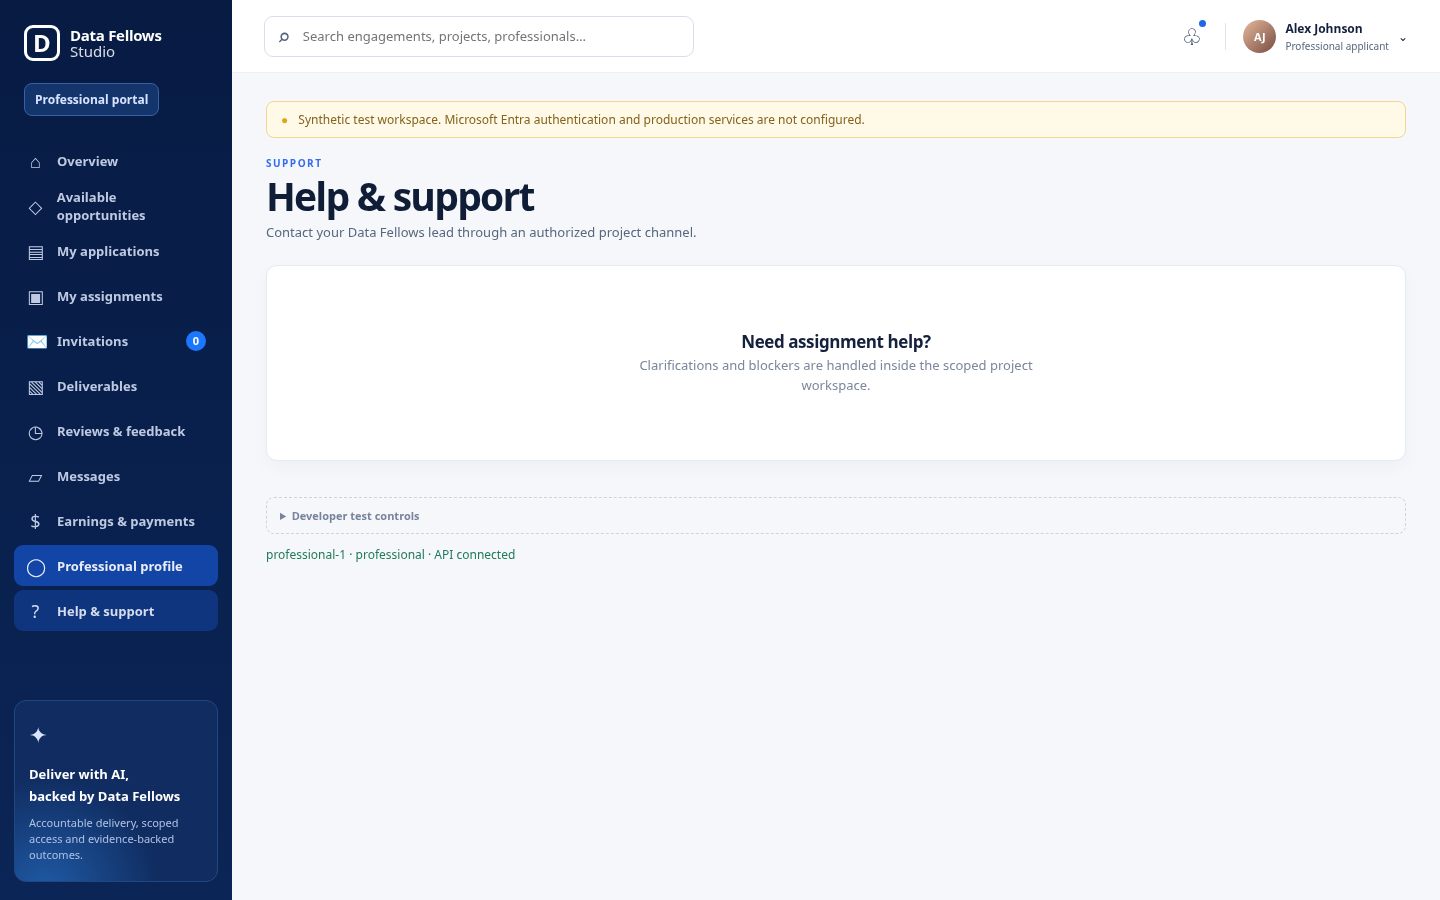 D
Data Fellows
Studio
Professional portal
Overview
Available
opportunities
My applications
My assignments
Invitations 0
Deliverables
Reviews & feedback
Messages
$ Earnings & payments
Professional profile
? Help & support
Deliver with AI,
backed by Data Fellows
Accountable delivery, scoped
access and evidence-backed
outcomes.
Search engagements, projects, professionals...
AJ
Alex Johnson
Professional applicant
Synthetic test workspace. Microsoft Entra authentication and production services are not configured.
SUPPORT
Help & support
Contact your Data Fellows lead through an authorized project channel.
Need assignment help?
Clarifications and blockers are handled inside the scoped project
workspace.
Developer test controls
professional-1 · professional · API connected